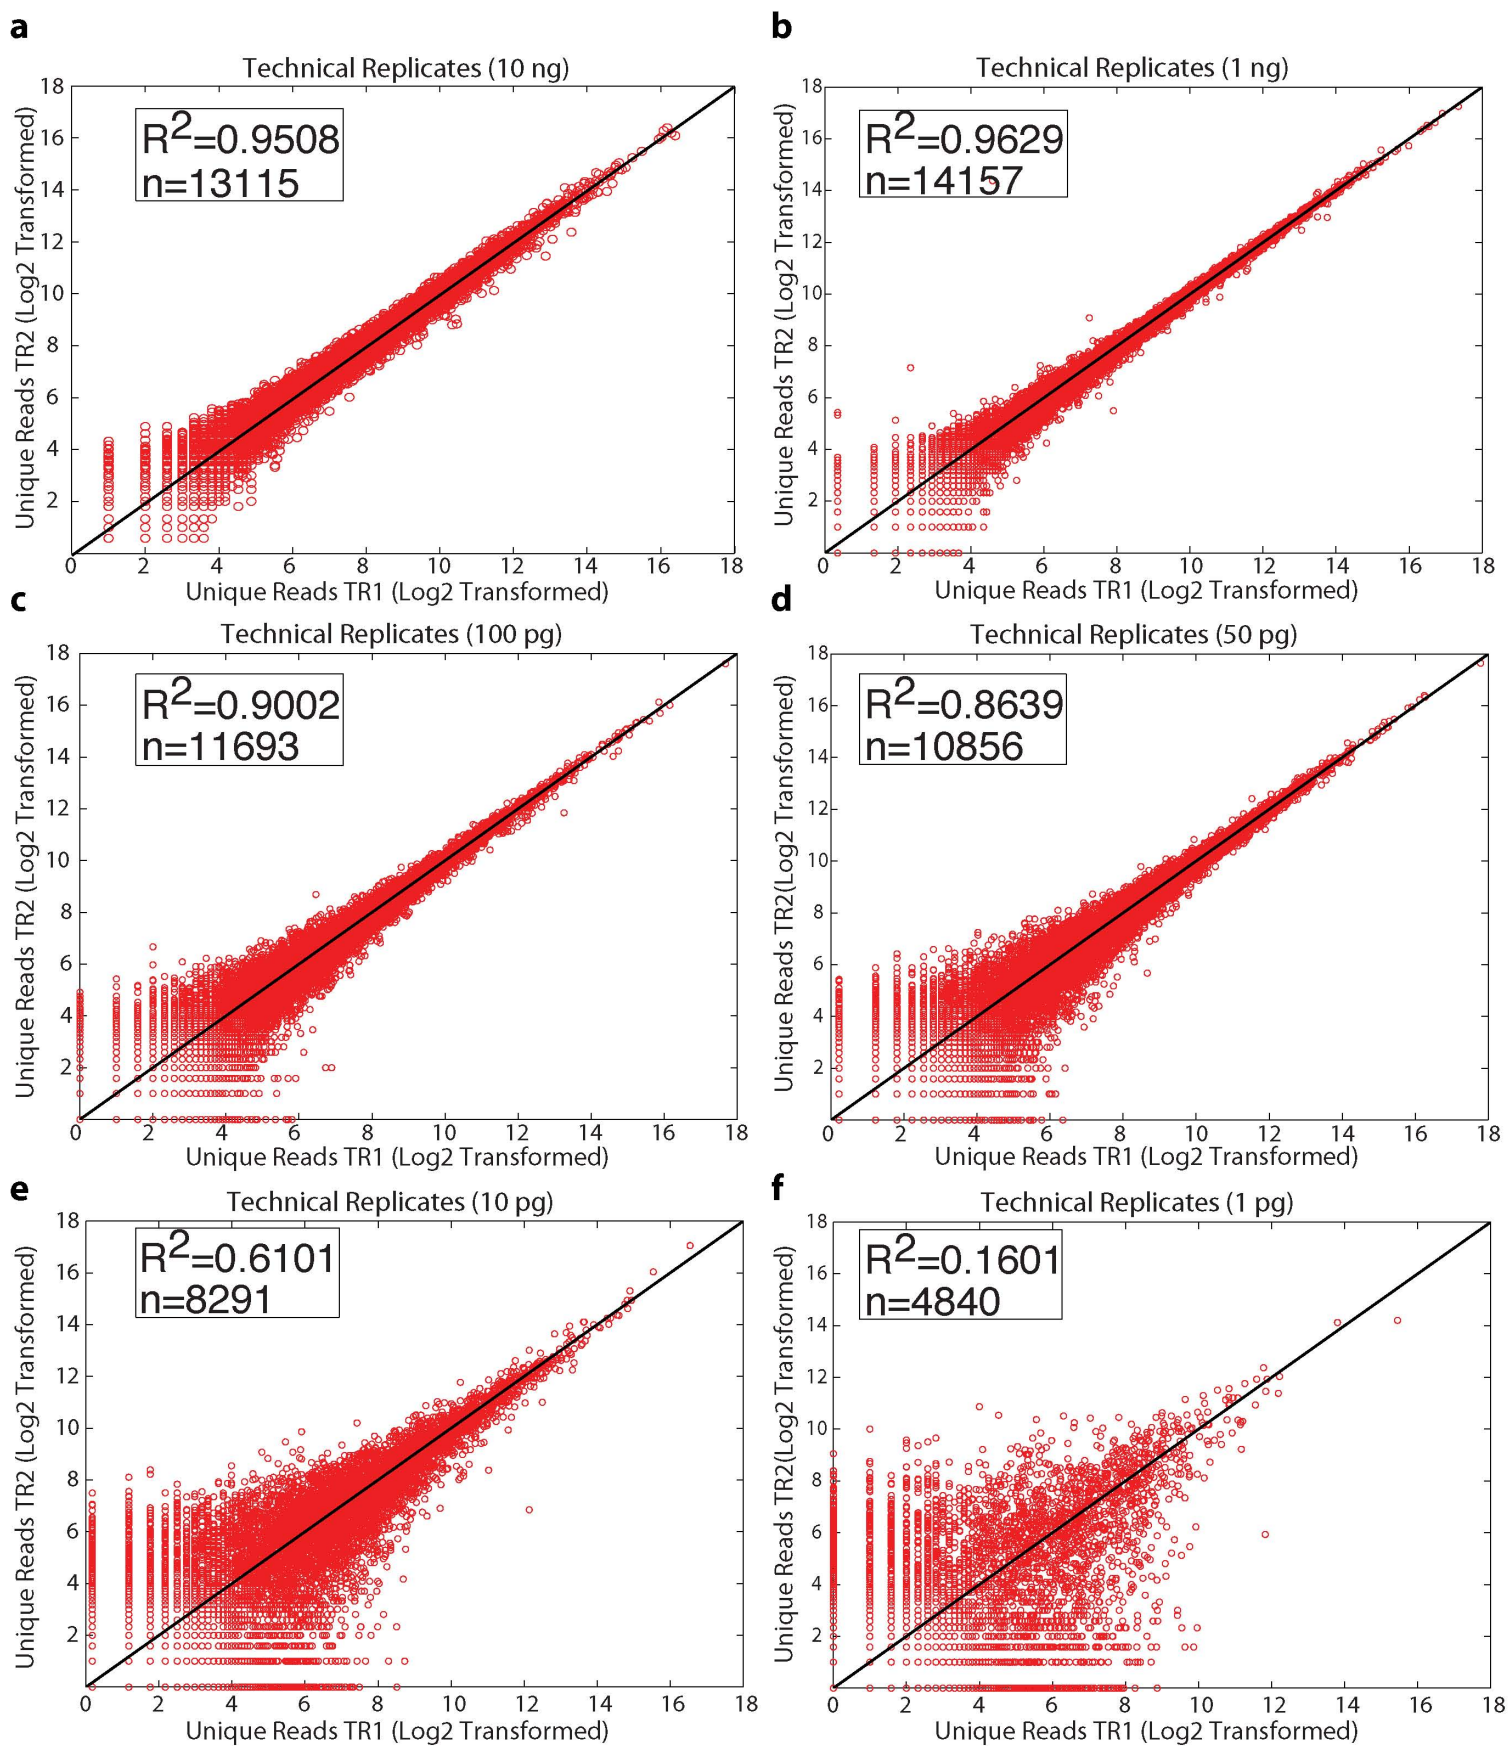 a
Technical Replicates (10 ng)
R2=0.9508
n=13115
Unique Reads TR2 (Log2 Transformed)
18
16
14
12
10
8
6
4
2
0 2 4 6 8 10 12 14 16 18
Unique Reads TR1 (Log2 Transformed)
b
Technical Replicates (1 ng)
R2=0.9629
n=14157
Unique Reads TR2 (Log2 Transformed)
18
16
14
12
10
8
6
4
2
0 2 4 6 8 10 12 14 16 18
Unique Reads TR1 (Log2 Transformed)
c
Technical Replicates (100 pg)
R2=0.9002
n=11693
Unique Reads TR2 (Log2 Transformed)
18
16
14
12
10
8
6
4
2
0 2 4 6 8 10 12 14 16 18
Unique Reads TR1 (Log2 Transformed)
d
Technical Replicates (50 pg)
R2=0.8639
n=10856
Unique Reads TR2(Log2 Transformed)
18
16
14
12
10
8
6
4
2
0 2 4 6 8 10 12 14 16 18
Unique Reads TR1 (Log2 Transformed)
e
Technical Replicates (10 pg)
R2=0.6101
n=8291
Unique Reads TR2 (Log2 Transformed)
18
16
14
12
10
8
6
4
2
0 2 4 6 8 10 12 14 16 18
Unique Reads TR1 (Log2 Transformed)
f
Technical Replicates (1 pg)
R2=0.1601
n=4840
Unique Reads TR2(Log2 Transformed)
18
16
14
12
10
8
6
4
2
0 2 4 6 8 10 12 14 16 18
Unique Reads TR1 (Log2 Transformed)